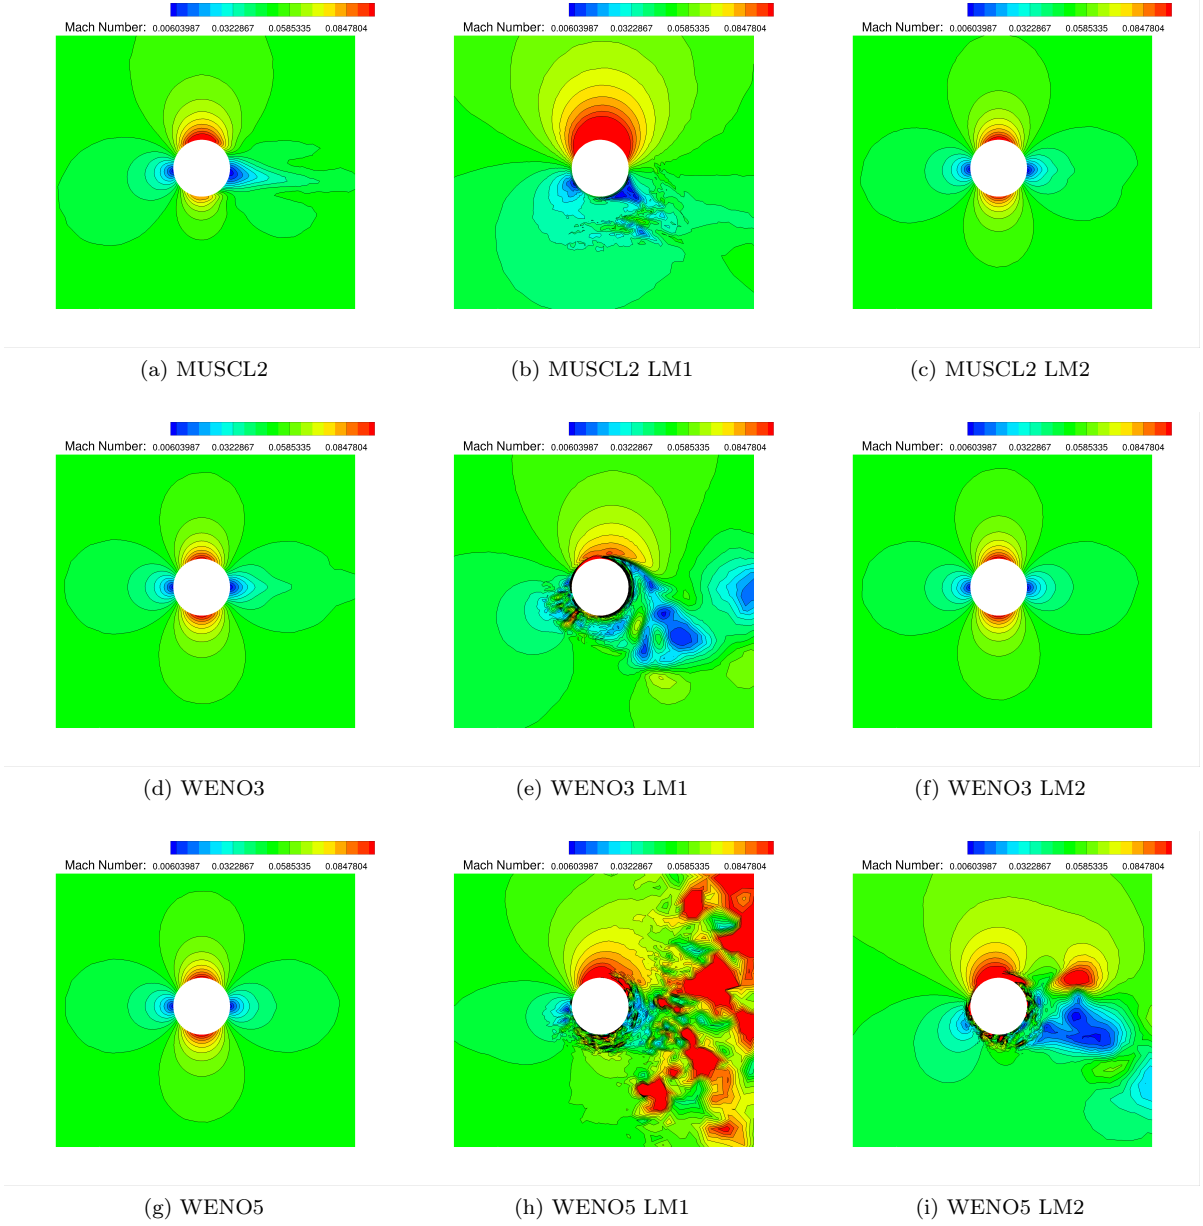 Mach Number: 0.00603987 0.0322867 0.0585335 0.0847804
Mach Number: 0.00603987 0.0322867 0.0585335 0.0847804
Mach Number: 0.00603987 0.0322867 0.0585335 0.0847804
(a) MUSCL2
(b) MUSCL2 LM1
(c) MUSCL2 LM2
Mach Number: 0.00603987 0.0322867 0.0585335 0.0847804
Mach Number: 0.00603987 0.0322867 0.0585335 0.0847804
Mach Number: 0.00603987 0.0322867 0.0585335 0.0847804
(d) WENO3
(e) WENO3 LM1
(f) WENO3 LM2
Mach Number: 0.00603987 0.0322867 0.0585335 0.0847804
Mach Number: 0.00603987 0.0322867 0.0585335 0.0847804
Mach Number: 0.00603987 0.0322867 0.0585335 0.0847804
(g) WENO5
(h) WENO5 LM1
(i) WENO5 LM2